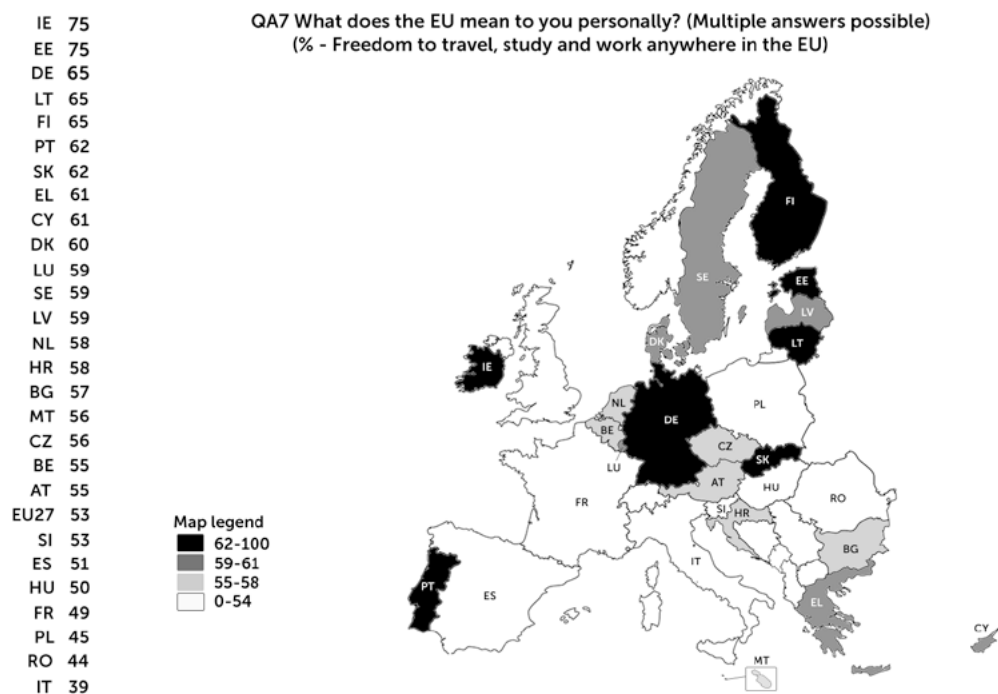 QA7 What does the EU mean to you personally? (Multiple answers possible)
(% - Freedom to travel, study and work anywhere in the EU)
IE 75
EE 75
DE 65
LT 65
FI 65
PT 62
SK 62
EL 61
CY 61
DK 60
LU 59
SE 59
LV 59
NL 58
HR 58
BG 57
MT 56
CZ 56
BE 55
AT 55
EU27 53
SI 53
ES 51
HU 50
FR 49
PL 45
RO 44
IT 39
Map legend
62-100
59-61
55-58
0-54
FI
SE
EE
LV
LT
DK
IE
NL
BE
DE
PL
LU
CZ
SK
AT
HU
FR
SI
HR
RO
BG
IT
PT
ES
EL
CY
MT